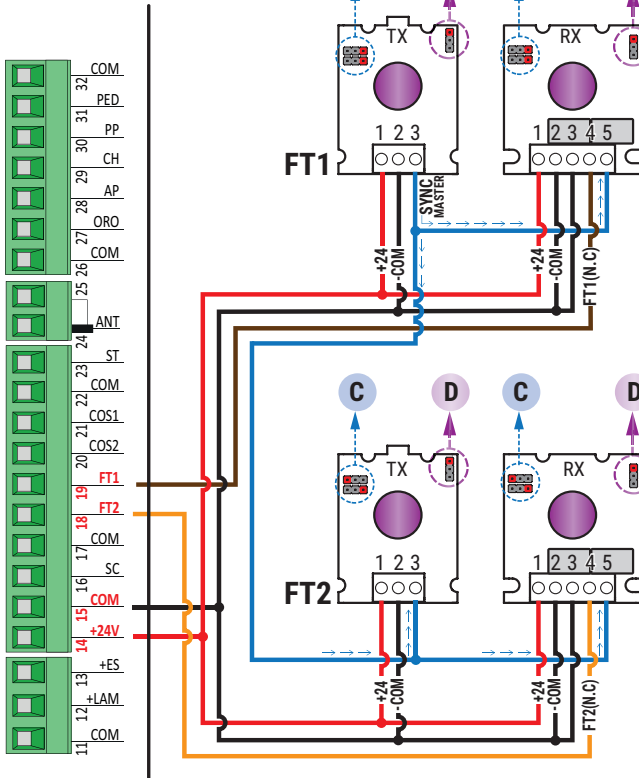 COM
32
PED
31
PP
30
CH
29
AP
28
ORO
27
COM
26
25
ANT
24
ST
23
COM
22
COS1
21
COS2
20
FT1
19
FT2
18
COM
17
SC
16
COM
15
+24V
14
+ES
13
+LAM
12
COM
11
TX
1 2 3
FT1
RX
1 2 3 4 5
SYNC
MASTER
+24
-COM
+24
-COM
FT1(N.C)
C
D
C
D
TX
1 2 3
FT2
RX
1 2 3 4 5
+24
-COM
+24
-COM
FT2(N.C)